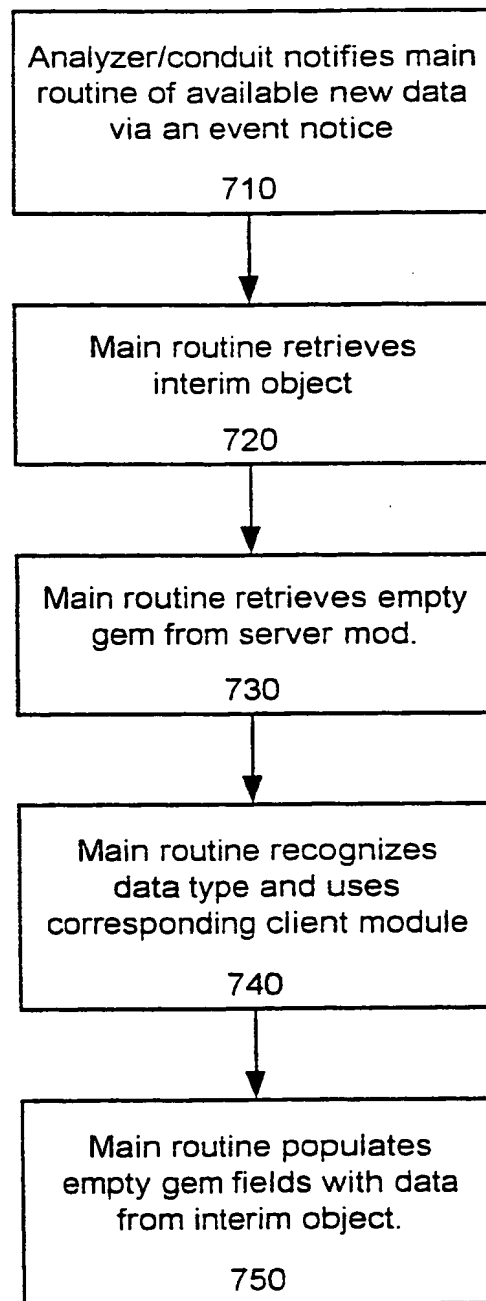 Analyzer/conduit notifies main
routine of available new data
via an event notice
710
Main routine retrieves
interim object
720
Main routine retrieves empty
gem from server mod.
730
Main routine recognizes
data type and uses
corresponding client module
740
Main routine populates
empty gem fields with data
from interim object.
750